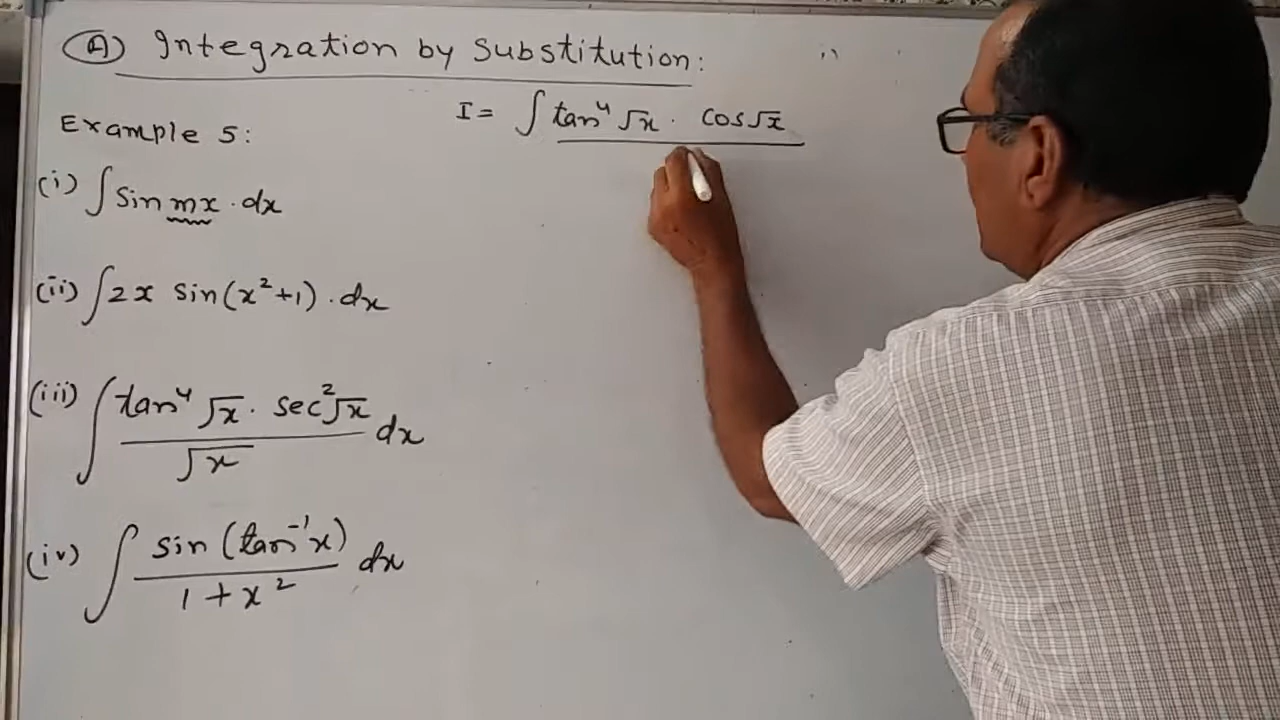 (A) Integration by Substitution:
I = ∫ tan⁴ √x · cos √x
Example 5:
(i) ∫ sin mx · dx
(ii) ∫ 2x sin(x²+1) · dx
(iii) ∫ tan⁴ √x · sec² √x / √x dx
(iv) ∫ sin(tan⁻¹x) / 1+x² dx